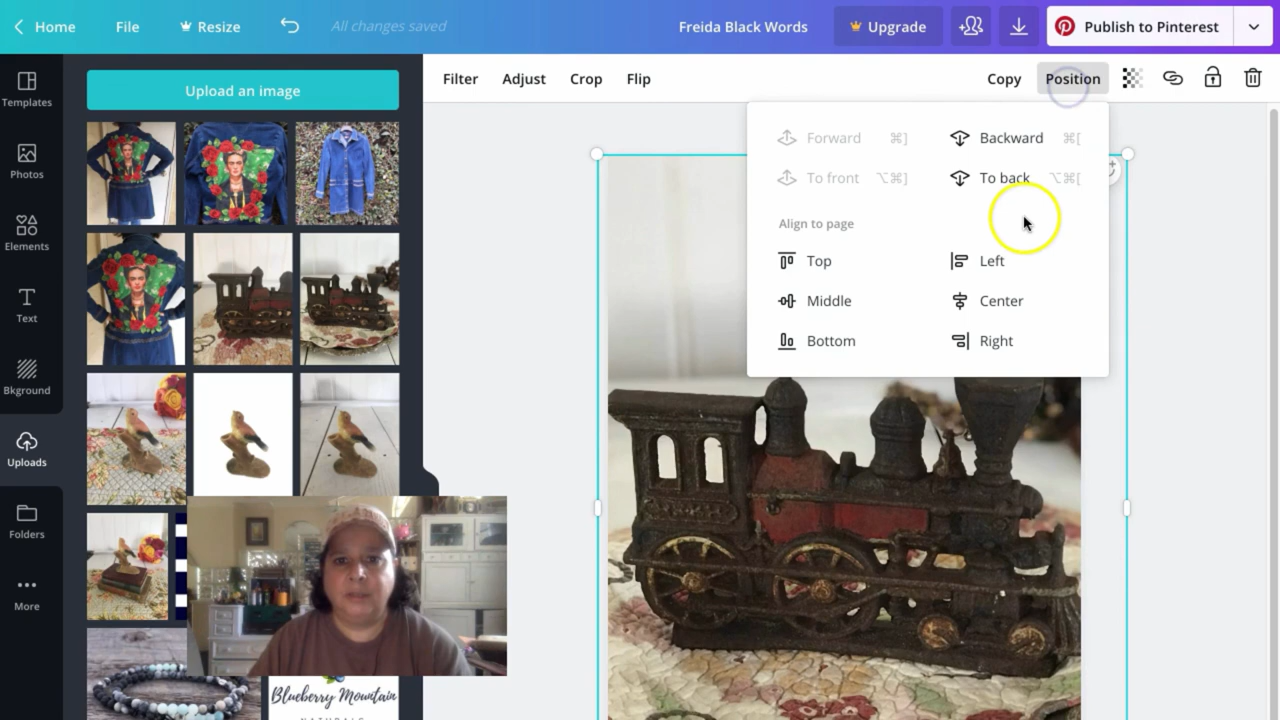 Home File Resize All changes saved Freida Black Words Upgrade Publish to Pinterest
Templates
Photos
Elements
Text
Bkground
Uploads
Folders
More
Upload an image
Filter Adjust Crop Flip Copy Position
Forward ⌘] Backward ⌘[
To front ⌥⌘] To back ⌥⌘[
Align to page
Top Left
Middle Center
Bottom Right
Blueberry Mountain